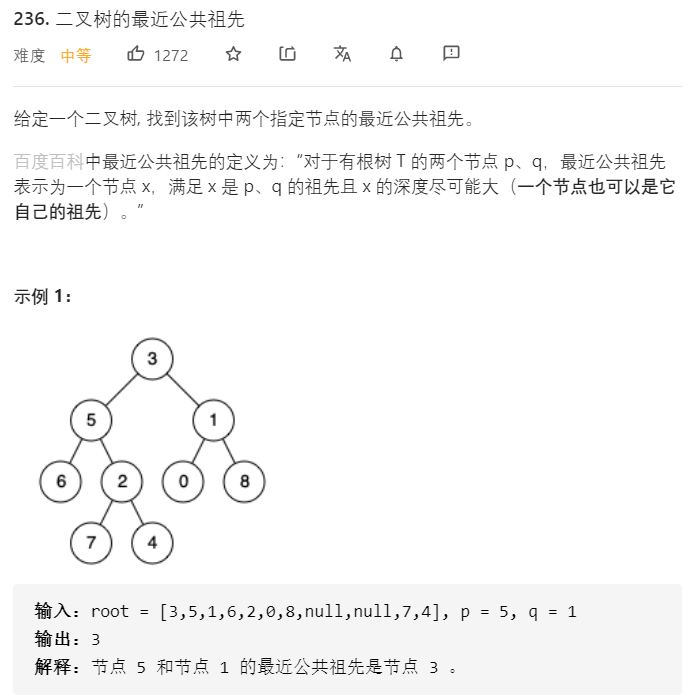 236. 二叉树的最近公共祖先
难度 中等 1272
给定一个二叉树, 找到该树中两个指定节点的最近公共祖先。
百度百科中最近公共祖先的定义为：“对于有根树 T 的两个节点 p、q，最近公共祖先
表示为一个节点 x，满足 x 是 p、q 的祖先且 x 的深度尽可能大（一个节点也可以是它
自己的祖先）。”
示例 1：
3
5 1
6 2 0 8
7 4
输入：root = [3,5,1,6,2,0,8,null,null,7,4], p = 5, q = 1
输出：3
解释：节点 5 和节点 1 的最近公共祖先是节点 3 。